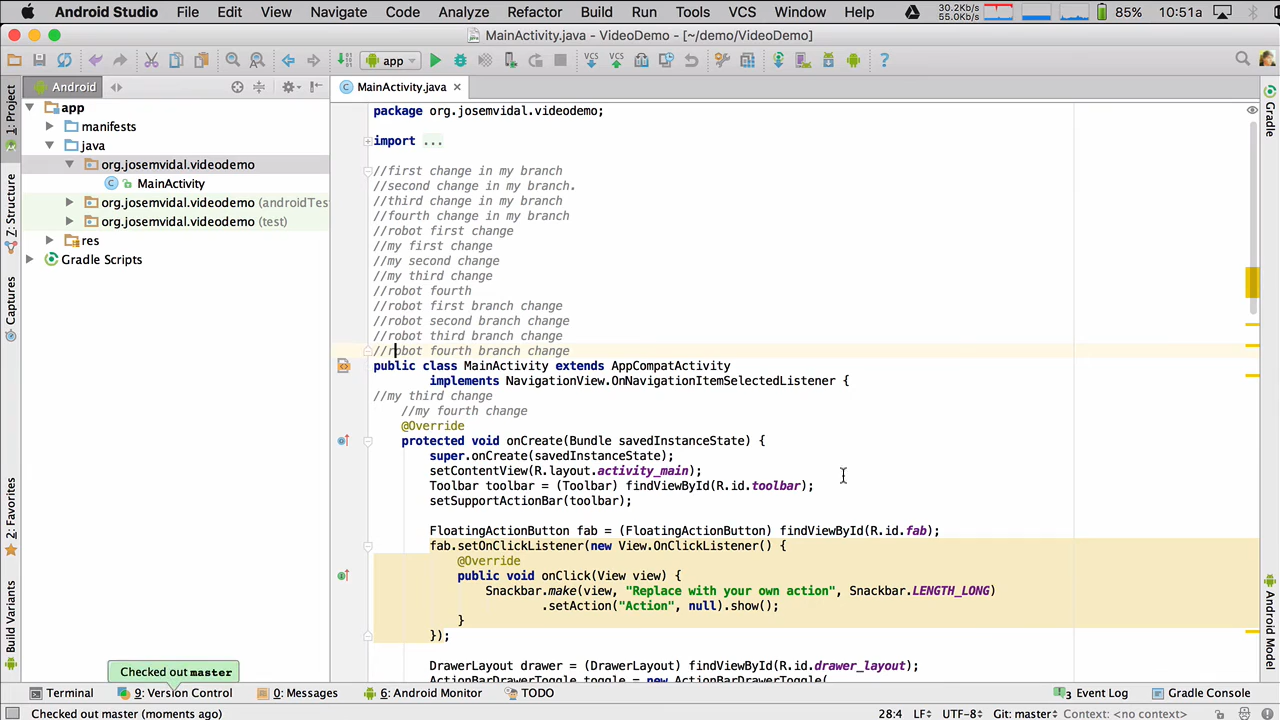 Android Studio File Edit View Navigate Code Analyze Refactor Build Run Tools VCS Window Help 30.2Kb/s 55.0Kb/s 85% 10:51a
MainActivity.java - VideoDemo - [~/demo/VideoDemo]
app
Android
MainActivity.java
1: Project
Z: Structure
Captures
2: Favorites
Build Variants
app
manifests
java
org.josemvidal.videodemo
MainActivity
org.josemvidal.videodemo (androidTes
org.josemvidal.videodemo (test)
res
Gradle Scripts
package org.josemvidal.videodemo;
import ...
//first change in my branch
//second change in my branch.
//third change in my branch
//fourth change in my branch
//robot first change
//my first change
//my second change
//my third change
//robot fourth
//robot first branch change
//robot second branch change
//robot third branch change
//robot fourth branch change
public class MainActivity extends AppCompatActivity
implements NavigationView.OnNavigationItemSelectedListener {
//my third change
//my fourth change
@Override
protected void onCreate(Bundle savedInstanceState) {
super.onCreate(savedInstanceState);
setContentView(R.layout.activity_main);
Toolbar toolbar = (Toolbar) findViewById(R.id.toolbar);
setSupportActionBar(toolbar);
FloatingActionButton fab = (FloatingActionButton) findViewById(R.id.fab);
fab.setOnClickListener(new View.OnClickListener() {
@Override
public void onClick(View view) {
Snackbar.make(view, "Replace with your own action", Snackbar.LENGTH_LONG)
.setAction("Action", null).show();
}
});
DrawerLayout drawer = (DrawerLayout) findViewById(R.id.drawer_layout);
ActionBarDrawerToggle toggle = new ActionBarDrawerToggle(
Gradle
Android Model
Checked out master
Terminal 9: Version Control 0: Messages 6: Android Monitor TODO 3 Event Log Gradle Console
Checked out master (moments ago) 28:4 LF÷ UTF-8÷ Git: master÷ Context: <no context>